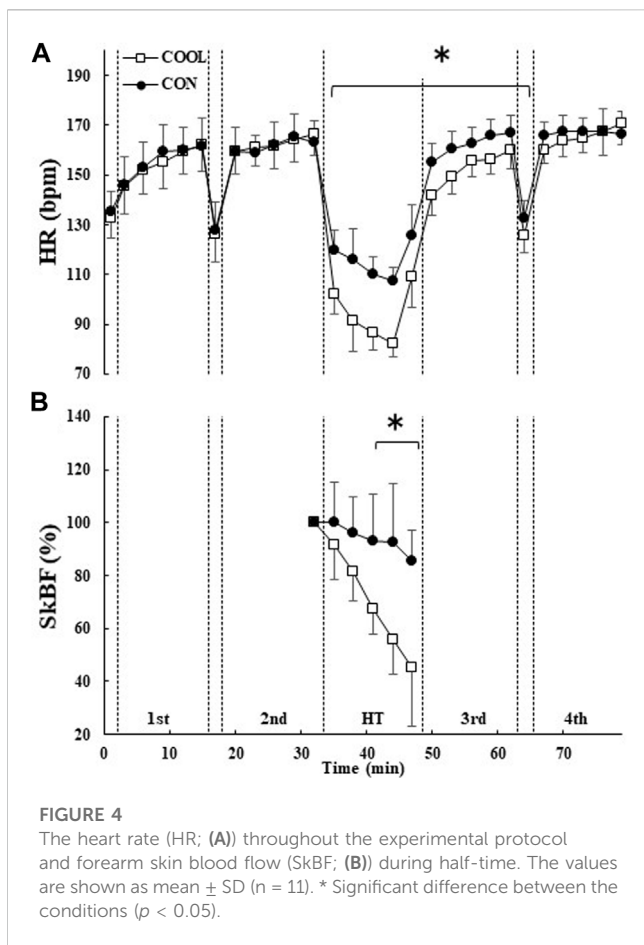 A
*
COOL
CON
190
170
150
130
110
90
70
HR (bpm)
B
*
140
120
100
80
60
40
20
SkBF (%)
1st 2nd HT 3rd 4th
0 10 20 30 40 50 60 70
Time (min)
FIGURE 4
The heart rate (HR; (A)) throughout the experimental protocol
and forearm skin blood flow (SkBF; (B)) during half-time. The values
are shown as mean ± SD (n = 11). * Significant difference between the
conditions (p < 0.05).